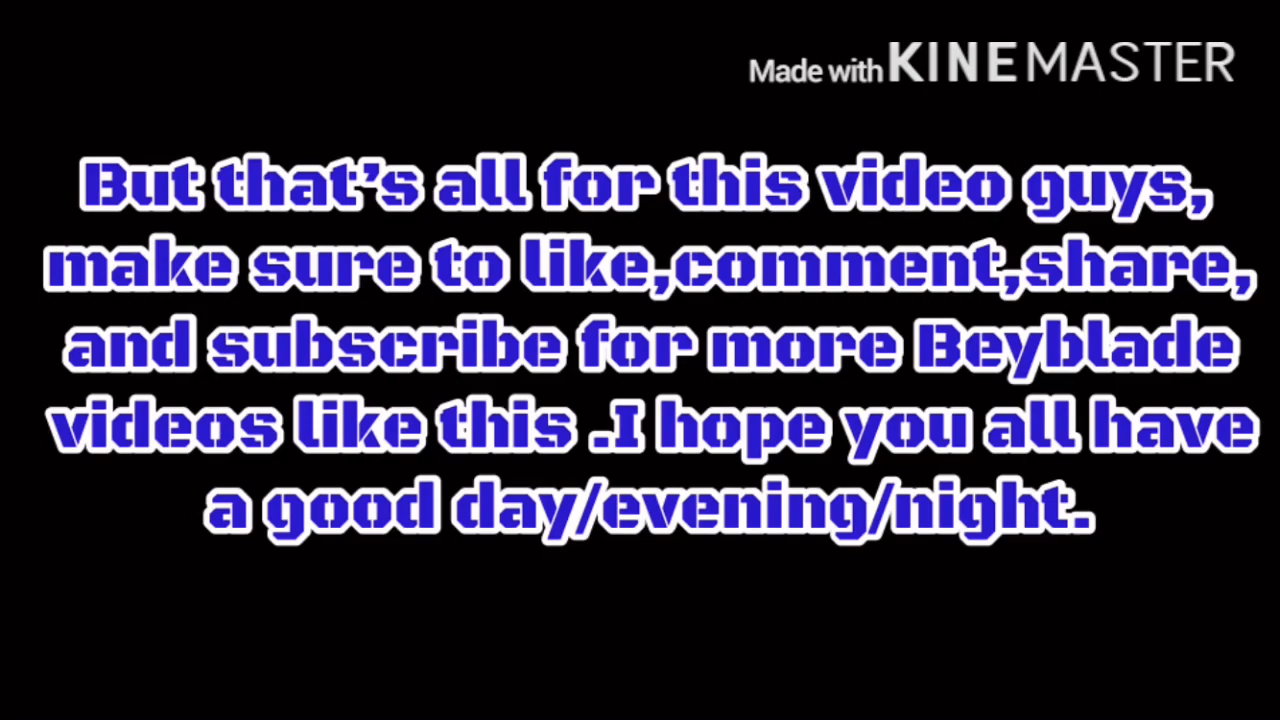 Made with KINEMASTER
But that’s all for this video guys,
make sure to like,comment,share,
and subscribe for more Beyblade
videos like this .I hope you all have
a good day/evening/night.